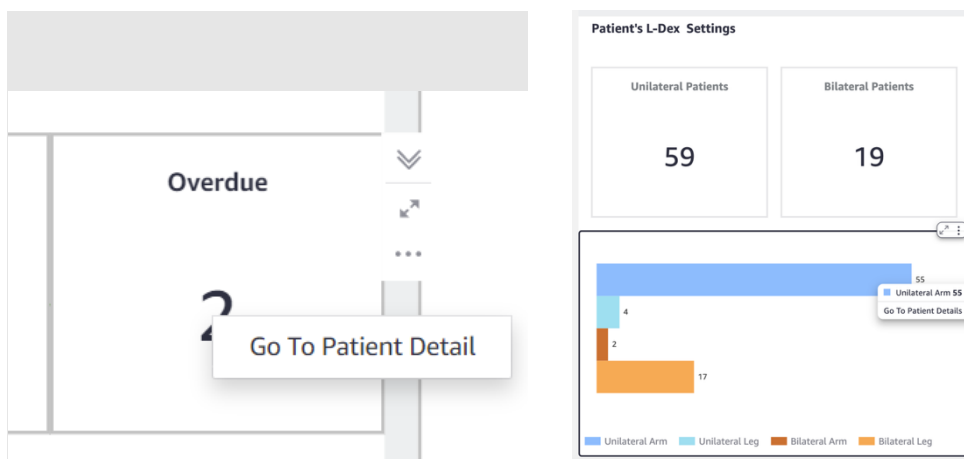 Overdue
2
Go To Patient Detail
Patient's L-Dex Settings
Unilateral Patients
59
Bilateral Patients
19
55
Unilateral Arm 55
Go To Patient Details
4
2
17
Unilateral Arm Unilateral Leg Bilateral Arm Bilateral Leg